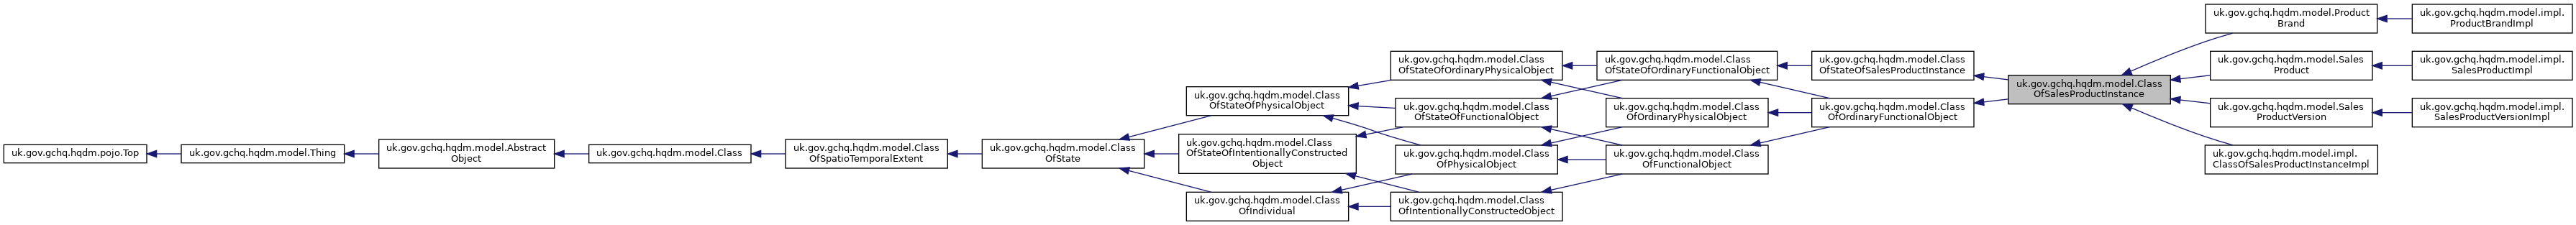 uk.gov.gchq.hqdm.pojo.Top
uk.gov.gchq.hqdm.model.Thing
uk.gov.gchq.hqdm.model.Abstract
Object
uk.gov.gchq.hqdm.model.Class
uk.gov.gchq.hqdm.model.Class
OfSpatioTemporalExtent
uk.gov.gchq.hqdm.model.Class
OfState
uk.gov.gchq.hqdm.model.Class
OfStateOfPhysicalObject
uk.gov.gchq.hqdm.model.Class
OfStateOfIntentionallyConstructed
Object
uk.gov.gchq.hqdm.model.Class
OfIndividual
uk.gov.gchq.hqdm.model.Class
OfStateOfOrdinaryPhysicalObject
uk.gov.gchq.hqdm.model.Class
OfStateOfFunctionalObject
uk.gov.gchq.hqdm.model.Class
OfPhysicalObject
uk.gov.gchq.hqdm.model.Class
OfIntentionallyConstructedObject
uk.gov.gchq.hqdm.model.Class
OfStateOfOrdinaryFunctionalObject
uk.gov.gchq.hqdm.model.Class
OfOrdinaryPhysicalObject
uk.gov.gchq.hqdm.model.Class
OfFunctionalObject
uk.gov.gchq.hqdm.model.Class
OfStateOfSalesProductInstance
uk.gov.gchq.hqdm.model.Class
OfOrdinaryFunctionalObject
uk.gov.gchq.hqdm.model.Class
OfSalesProductInstance
uk.gov.gchq.hqdm.model.Product
Brand
uk.gov.gchq.hqdm.model.Sales
Product
uk.gov.gchq.hqdm.model.Sales
ProductVersion
uk.gov.gchq.hqdm.model.impl.
ClassOfSalesProductInstanceImpl
uk.gov.gchq.hqdm.model.impl.
ProductBrandImpl
uk.gov.gchq.hqdm.model.impl.
SalesProductImpl
uk.gov.gchq.hqdm.model.impl.
SalesProductVersionImpl